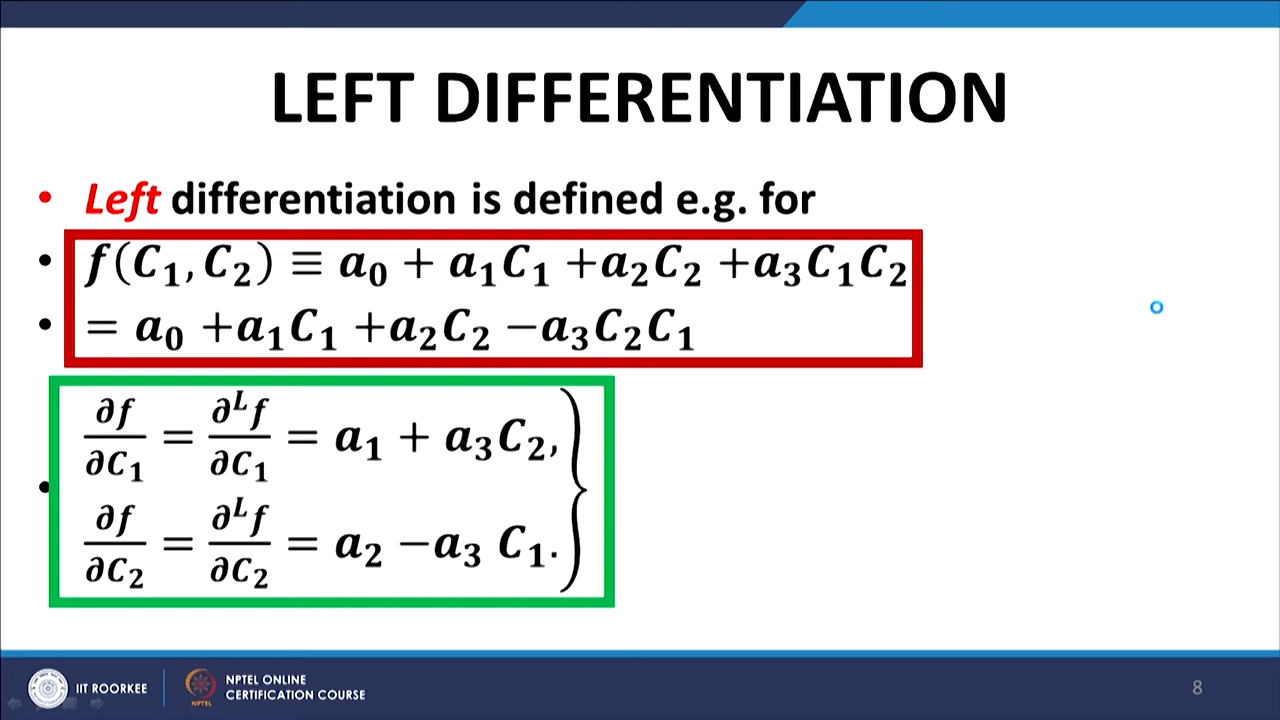 LEFT DIFFERENTIATION
• Left differentiation is defined e.g. for
• f(C₁, C₂) ≡ a₀ + a₁C₁ +a₂C₂ +a₃C₁C₂
• = a₀ +a₁C₁ +a₂C₂ −a₃C₂C₁
• ∂f/∂C₁ = ∂ᴸf/∂C₁ = a₁ + a₃C₂,
∂f/∂C₂ = ∂ᴸf/∂C₂ = a₂ −a₃ C₁.}
IIT ROORKEE
NPTEL
NPTEL ONLINE
CERTIFICATION COURSE
8